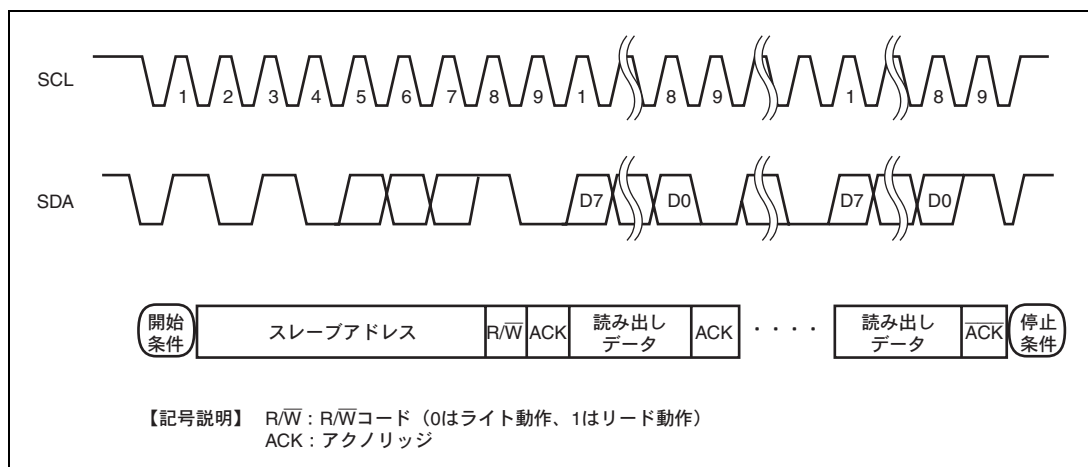 SCL
1 2 3 4 5 6 7 8 9 1 8 9 1 8 9
SDA
D7 D0 D7 D0
開始条件 スレーブアドレス R/W̅ ACK 読み出しデータ ACK ・・・・ 読み出しデータ A̅C̅K̅ 停止条件
【記号説明】 R/W̅：R/W̅コード（0はライト動作、1はリード動作）
ACK：アクノリッジ